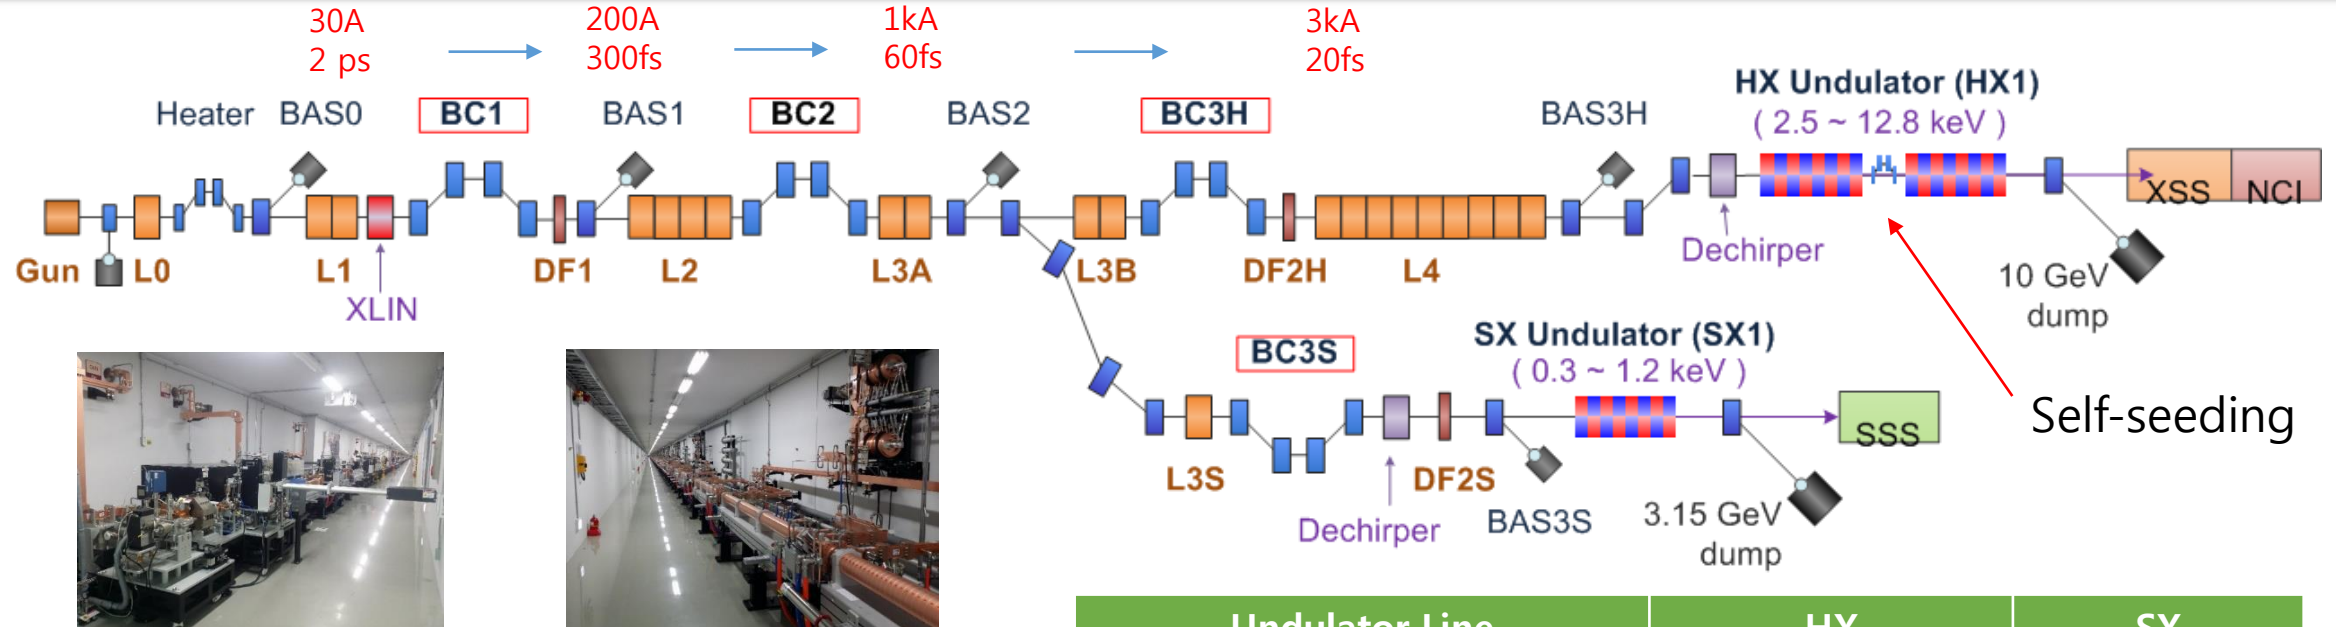 30A
2 ps
200A
300fs
1kA
60fs
3kA
20fs
Heater
BAS0
BC1
BAS1
BC2
BAS2
BC3H
BAS3H
HX Undulator (HX1)
( 2.5 ~ 12.8 keV )
XSS
NCI
Gun
L0
L1
XLIN
DF1
L2
L3A
L3B
DF2H
L4
Dechirper
10 GeV
dump
Self-seeding
BC3S
SX Undulator (SX1)
( 0.3 ~ 1.2 keV )
SSS
L3S
Dechirper
DF2S
BAS3S
3.15 GeV
dump
Undulator Line
HX
SX